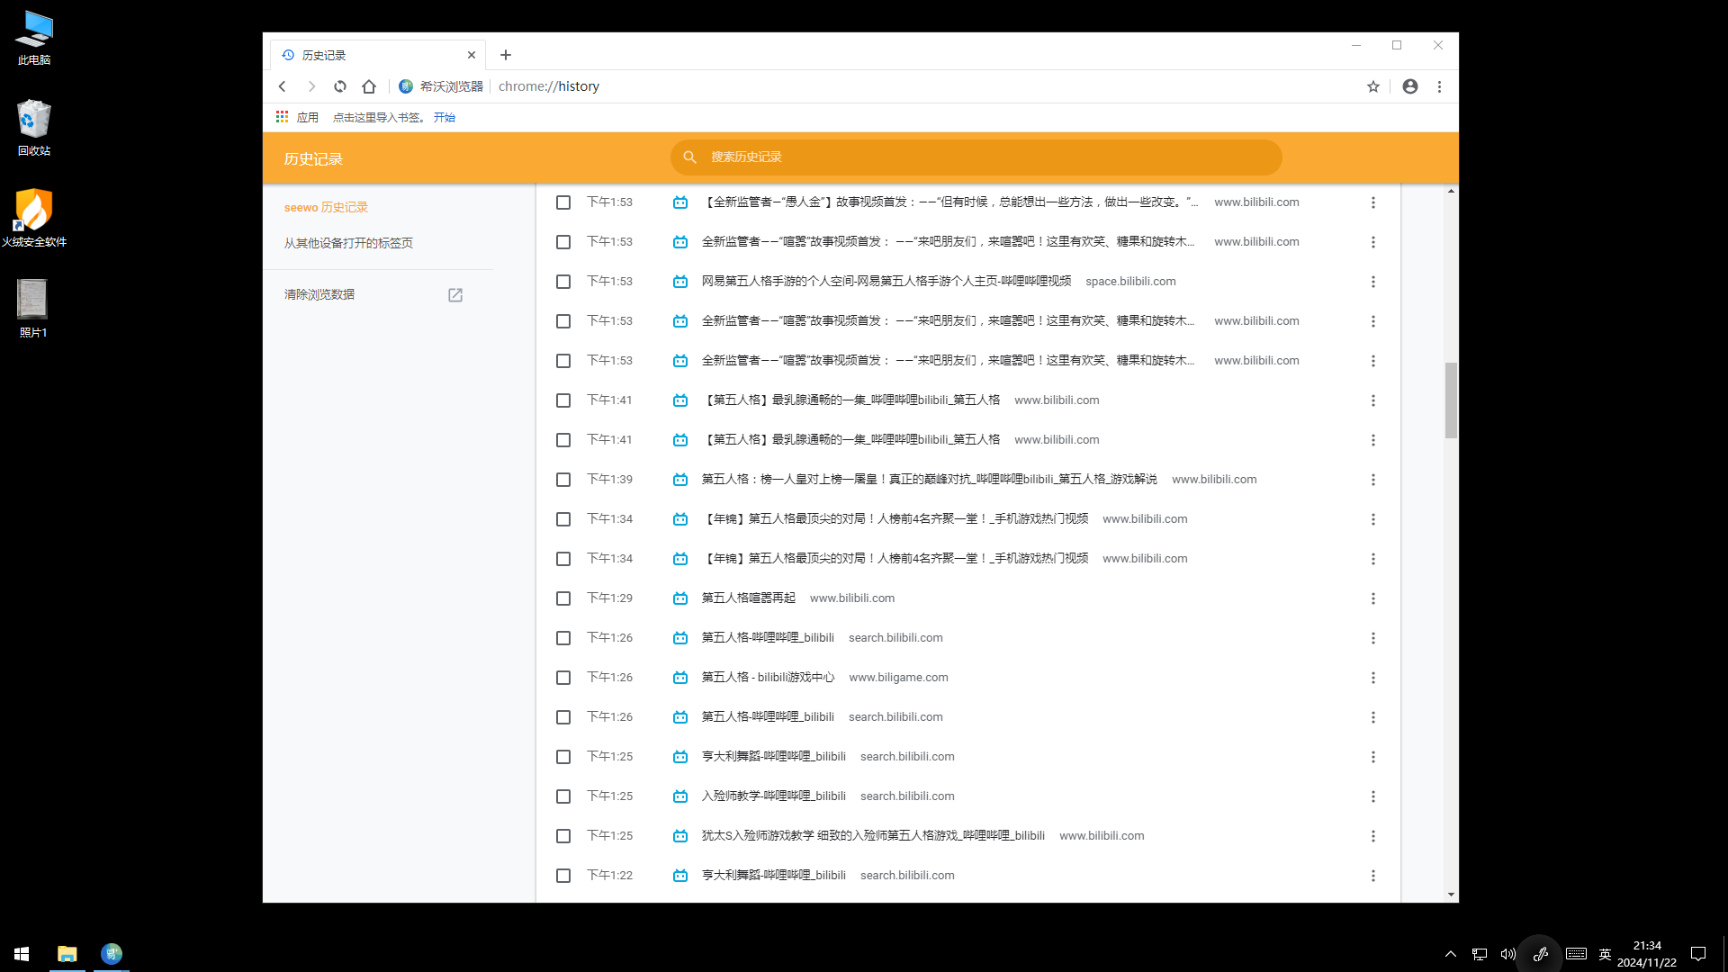 此电脑
回收站
火绒安全软件
照片1
历史记录
希沃浏览器
chrome://history
应用
点击这里导入书签。 开始
历史记录
搜索历史记录
seewo 历史记录
从其他设备打开的标签页
清除浏览数据
下午1:53 【全新监管者—“愚人金”】故事视频首发：——“但有时候，总能想出一些方法，做出一些改变。”... www.bilibili.com
下午1:53 全新监管者——“喧嚣”故事视频首发： ——“来吧朋友们，来喧嚣吧！这里有欢笑、糖果和旋转木... www.bilibili.com
下午1:53 网易第五人格手游的个人空间-网易第五人格手游个人主页-哔哩哔哩视频 space.bilibili.com
下午1:53 全新监管者——“喧嚣”故事视频首发： ——“来吧朋友们，来喧嚣吧！这里有欢笑、糖果和旋转木... www.bilibili.com
下午1:53 全新监管者——“喧嚣”故事视频首发： ——“来吧朋友们，来喧嚣吧！这里有欢笑、糖果和旋转木... www.bilibili.com
下午1:41 【第五人格】最乳腺通畅的一集_哔哩哔哩bilibili_第五人格 www.bilibili.com
下午1:41 【第五人格】最乳腺通畅的一集_哔哩哔哩bilibili_第五人格 www.bilibili.com
下午1:39 第五人格：榜一人皇对上榜一屠皇！真正的巅峰对抗_哔哩哔哩bilibili_第五人格_游戏解说 www.bilibili.com
下午1:34 【年锦】第五人格最顶尖的对局！人榜前4名齐聚一堂！_手机游戏热门视频 www.bilibili.com
下午1:34 【年锦】第五人格最顶尖的对局！人榜前4名齐聚一堂！_手机游戏热门视频 www.bilibili.com
下午1:29 第五人格喧嚣再起 www.bilibili.com
下午1:26 第五人格-哔哩哔哩_bilibili search.bilibili.com
下午1:26 第五人格 - bilibili游戏中心 www.biligame.com
下午1:26 第五人格-哔哩哔哩_bilibili search.bilibili.com
下午1:25 亨大利舞蹈-哔哩哔哩_bilibili search.bilibili.com
下午1:25 入殓师教学-哔哩哔哩_bilibili search.bilibili.com
下午1:25 犹太S入殓师游戏教学 细致的入殓师第五人格游戏_哔哩哔哩_bilibili www.bilibili.com
下午1:22 亨大利舞蹈-哔哩哔哩_bilibili search.bilibili.com
英
21:34
2024/11/22